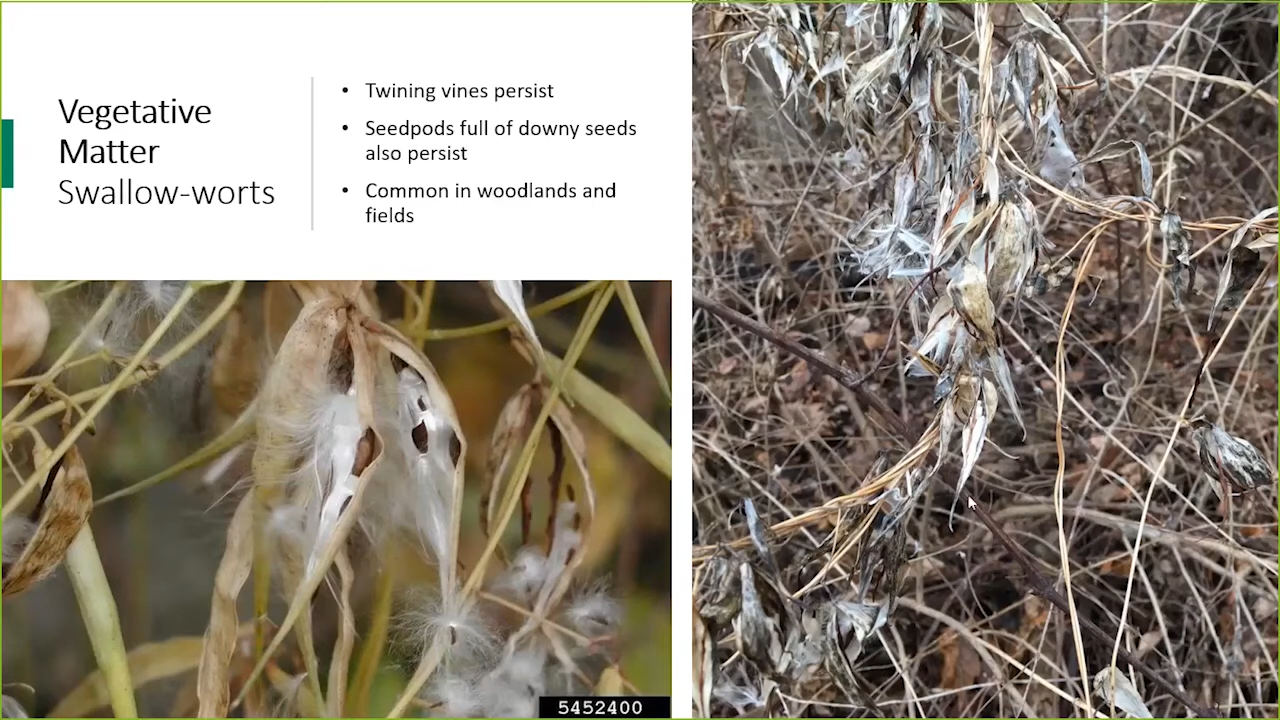 Vegetative
Matter
Swallow-worts
• Twining vines persist
• Seedpods full of downy seeds
also persist
• Common in woodlands and
fields
5452400